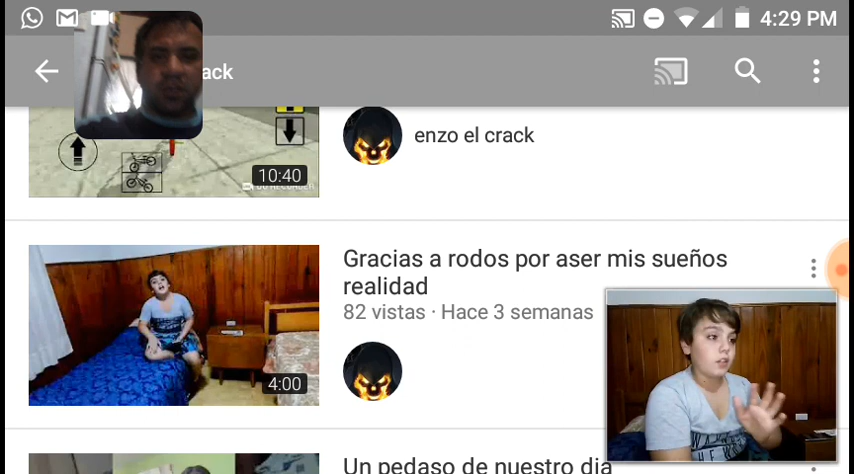 4:29 PM
ack
10:40
enzo el crack
Gracias a rodos por aser mis sueños
realidad
82 vistas · Hace 3 semanas
4:00
Un pedaso de nuestro dia